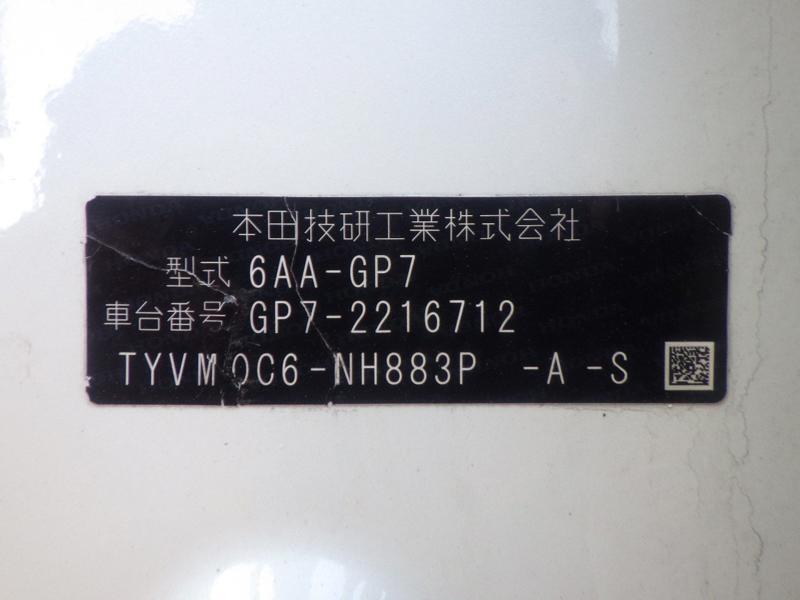 本田技研工業株式会社
型式 6AA-GP7
車台番号 GP7-2216712
TYVM0C6-NH883P -A -S